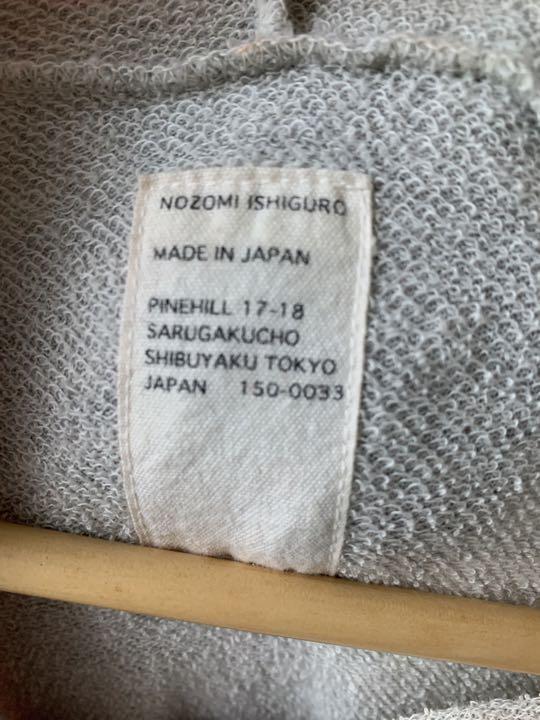 NOZOMI ISHIGURO
MADE IN JAPAN
PINEHILL 17-18
SARUGAKUCHO
SHIBUYAKU TOKYO
JAPAN 150-0033